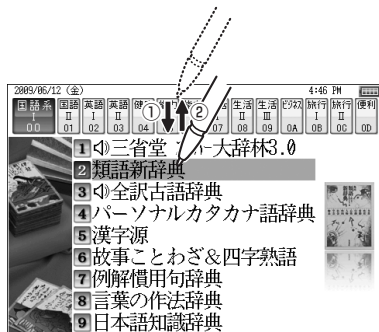 2009/06/12 (金) 4:46 PM
国語系 国語 英語 英語 ① ② 生活 生活 ビジネス 旅行 旅行 便利
I II I II II III I II
00 01 02 03 04 07 08 09 0A 0B 0C 0D
1 三省堂 大辞林3.0
2 類語新辞典
3 全訳古語辞典
4 パーソナルカタカナ語辞典
5 漢字源
6 故事ことわざ&四字熟語
7 例解慣用句辞典
8 言葉の作法辞典
9 日本語知識辞典